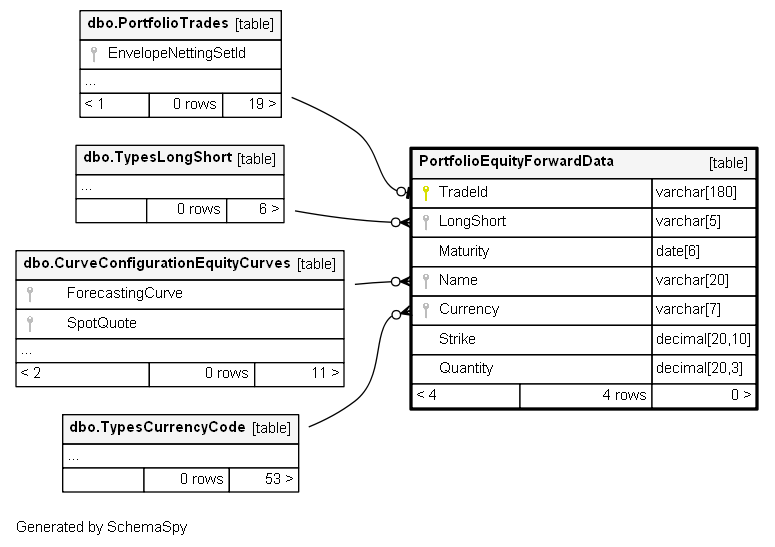 dbo.PortfolioTrades [table]
EnvelopeNettingSetId
...
< 1 0 rows 19 >
dbo.TypesLongShort [table]
...
0 rows 6 >
dbo.CurveConfigurationEquityCurves [table]
ForecastingCurve
SpotQuote
...
< 2 0 rows 11 >
dbo.TypesCurrencyCode [table]
...
0 rows 53 >
PortfolioEquityForwardData [table]
TradeId varchar[180]
LongShort varchar[5]
Maturity date[6]
Name varchar[20]
Currency varchar[7]
Strike decimal[20,10]
Quantity decimal[20,3]
< 4 4 rows 0 >
Generated by SchemaSpy